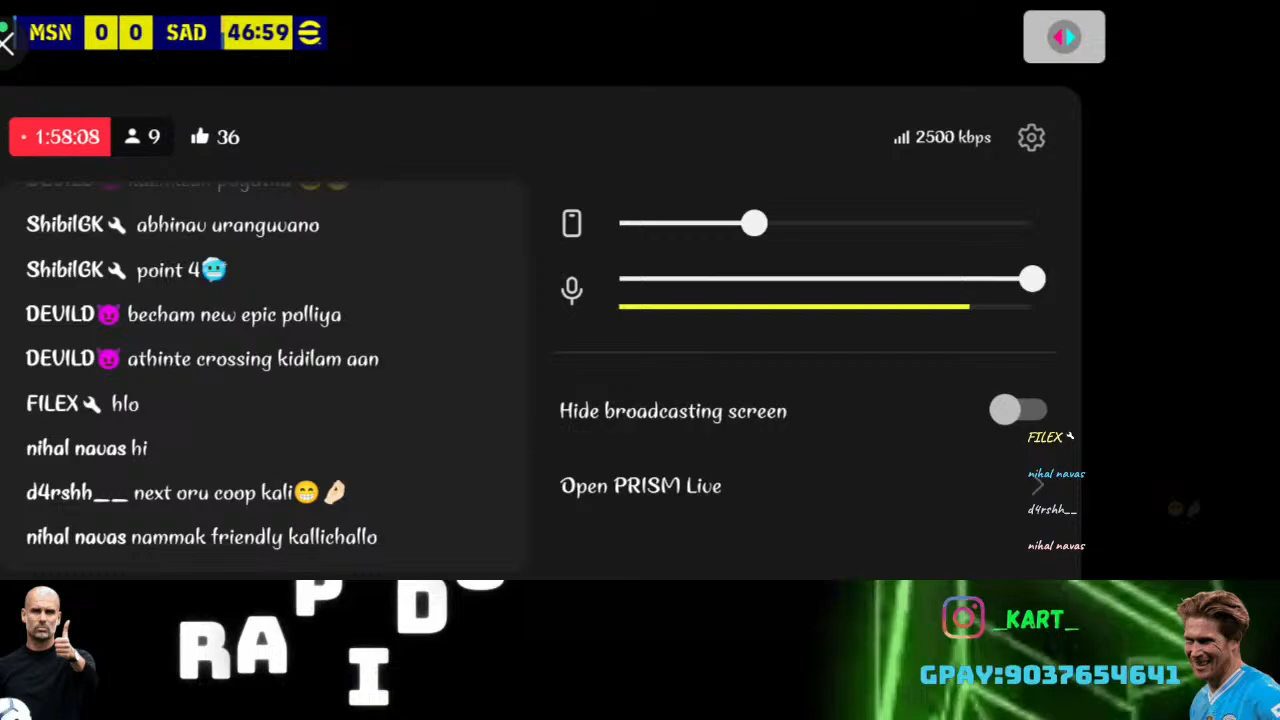 MSN 0 0 SAD 46:59
1:58:08 9 36
2500 kbps
ShibilGK abhinav uranguvano
ShibilGK point 4🥶
DEVILD😈 becham new epic polliya
DEVILD😈 athinte crossing kidilam aan
FILEX hlo
nihal navas hi
d4rshh__ next oru coop kali😁🤌🏻
nihal navas nammak friendly kallichallo
Hide broadcasting screen
Open PRISM Live
FILEX
nihal navas
d4rshh__
nihal navas
RAPID
_KART_
GPAY:9037654641